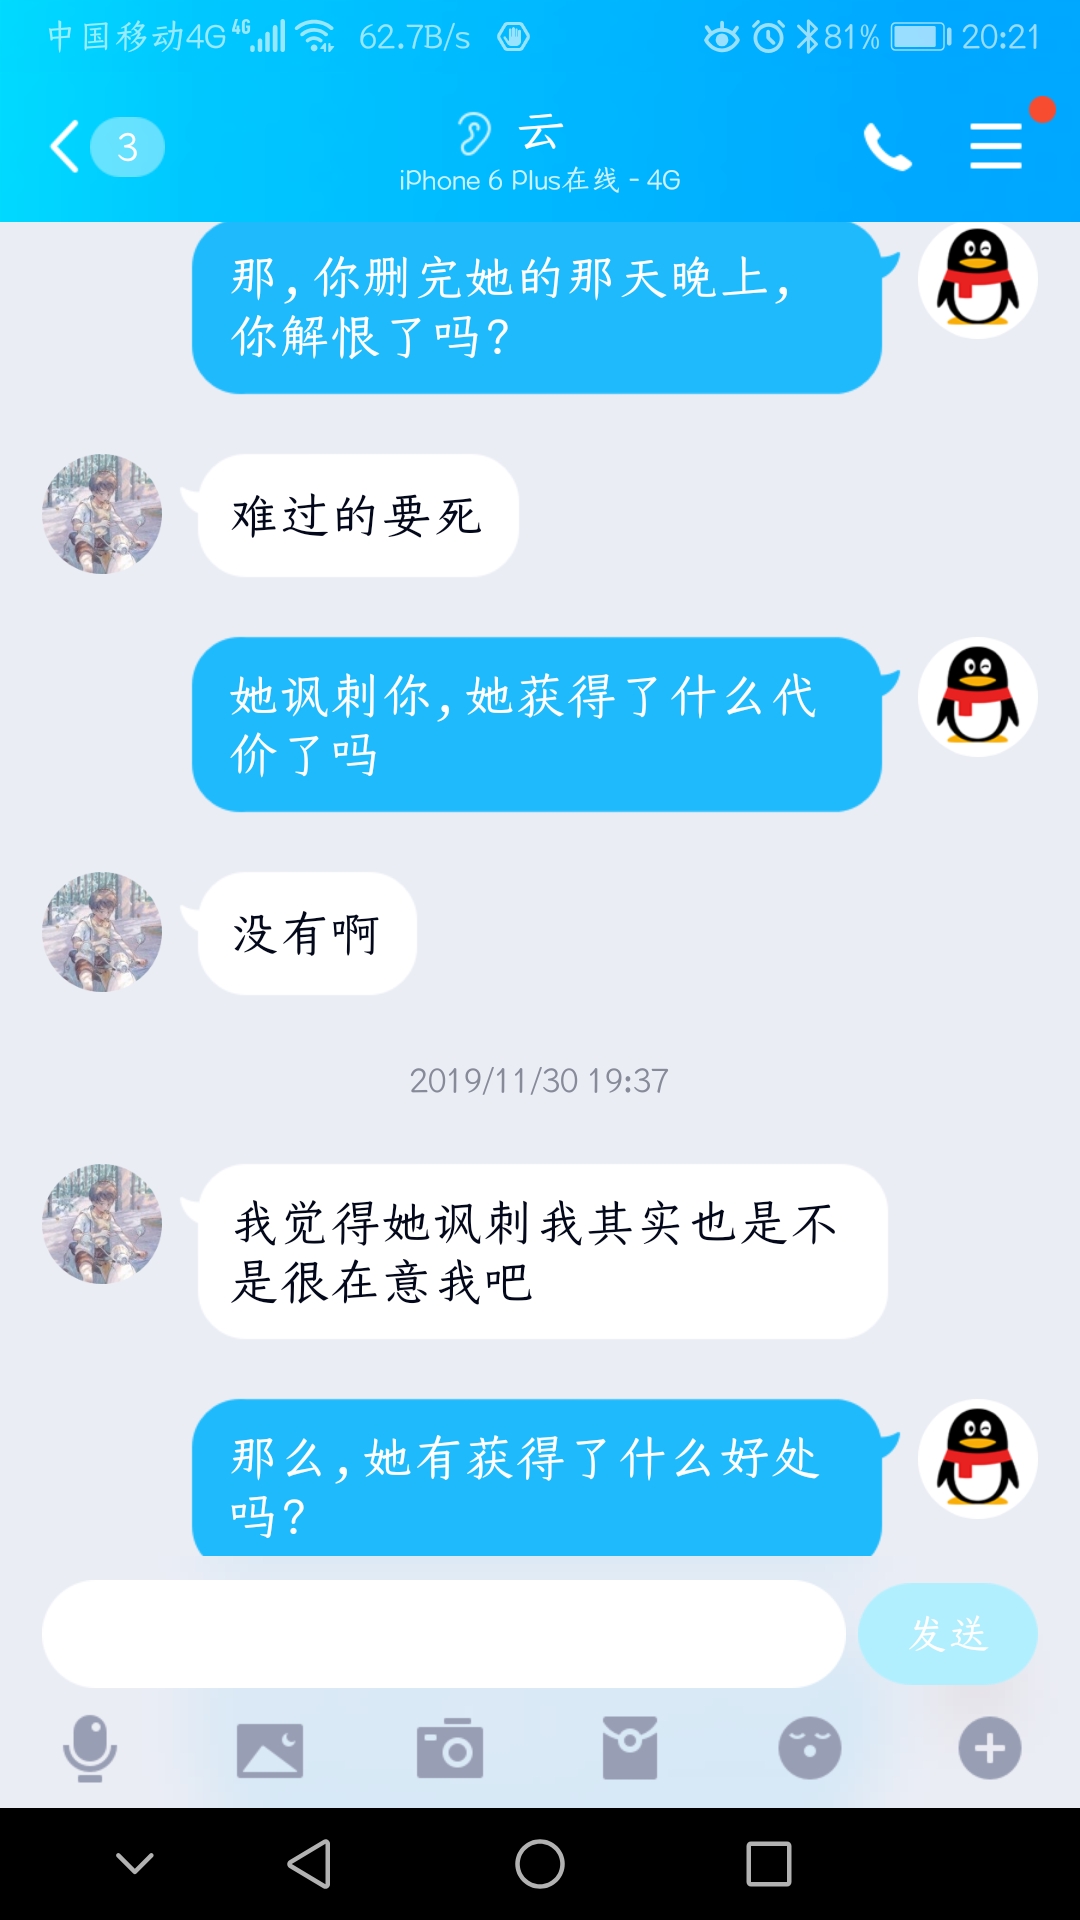 中国移动4G 4G 62.7B/s 81% 20:21
3
云
iPhone 6 Plus在线 - 4G
那,你删完她的那天晚上,
你解恨了吗?
难过的要死
她讽刺你,她获得了什么代
价了吗
没有啊
2019/11/30 19:37
我觉得她讽刺我其实也是不
是很在意我吧
那么,她有获得了什么好处
吗?
发送